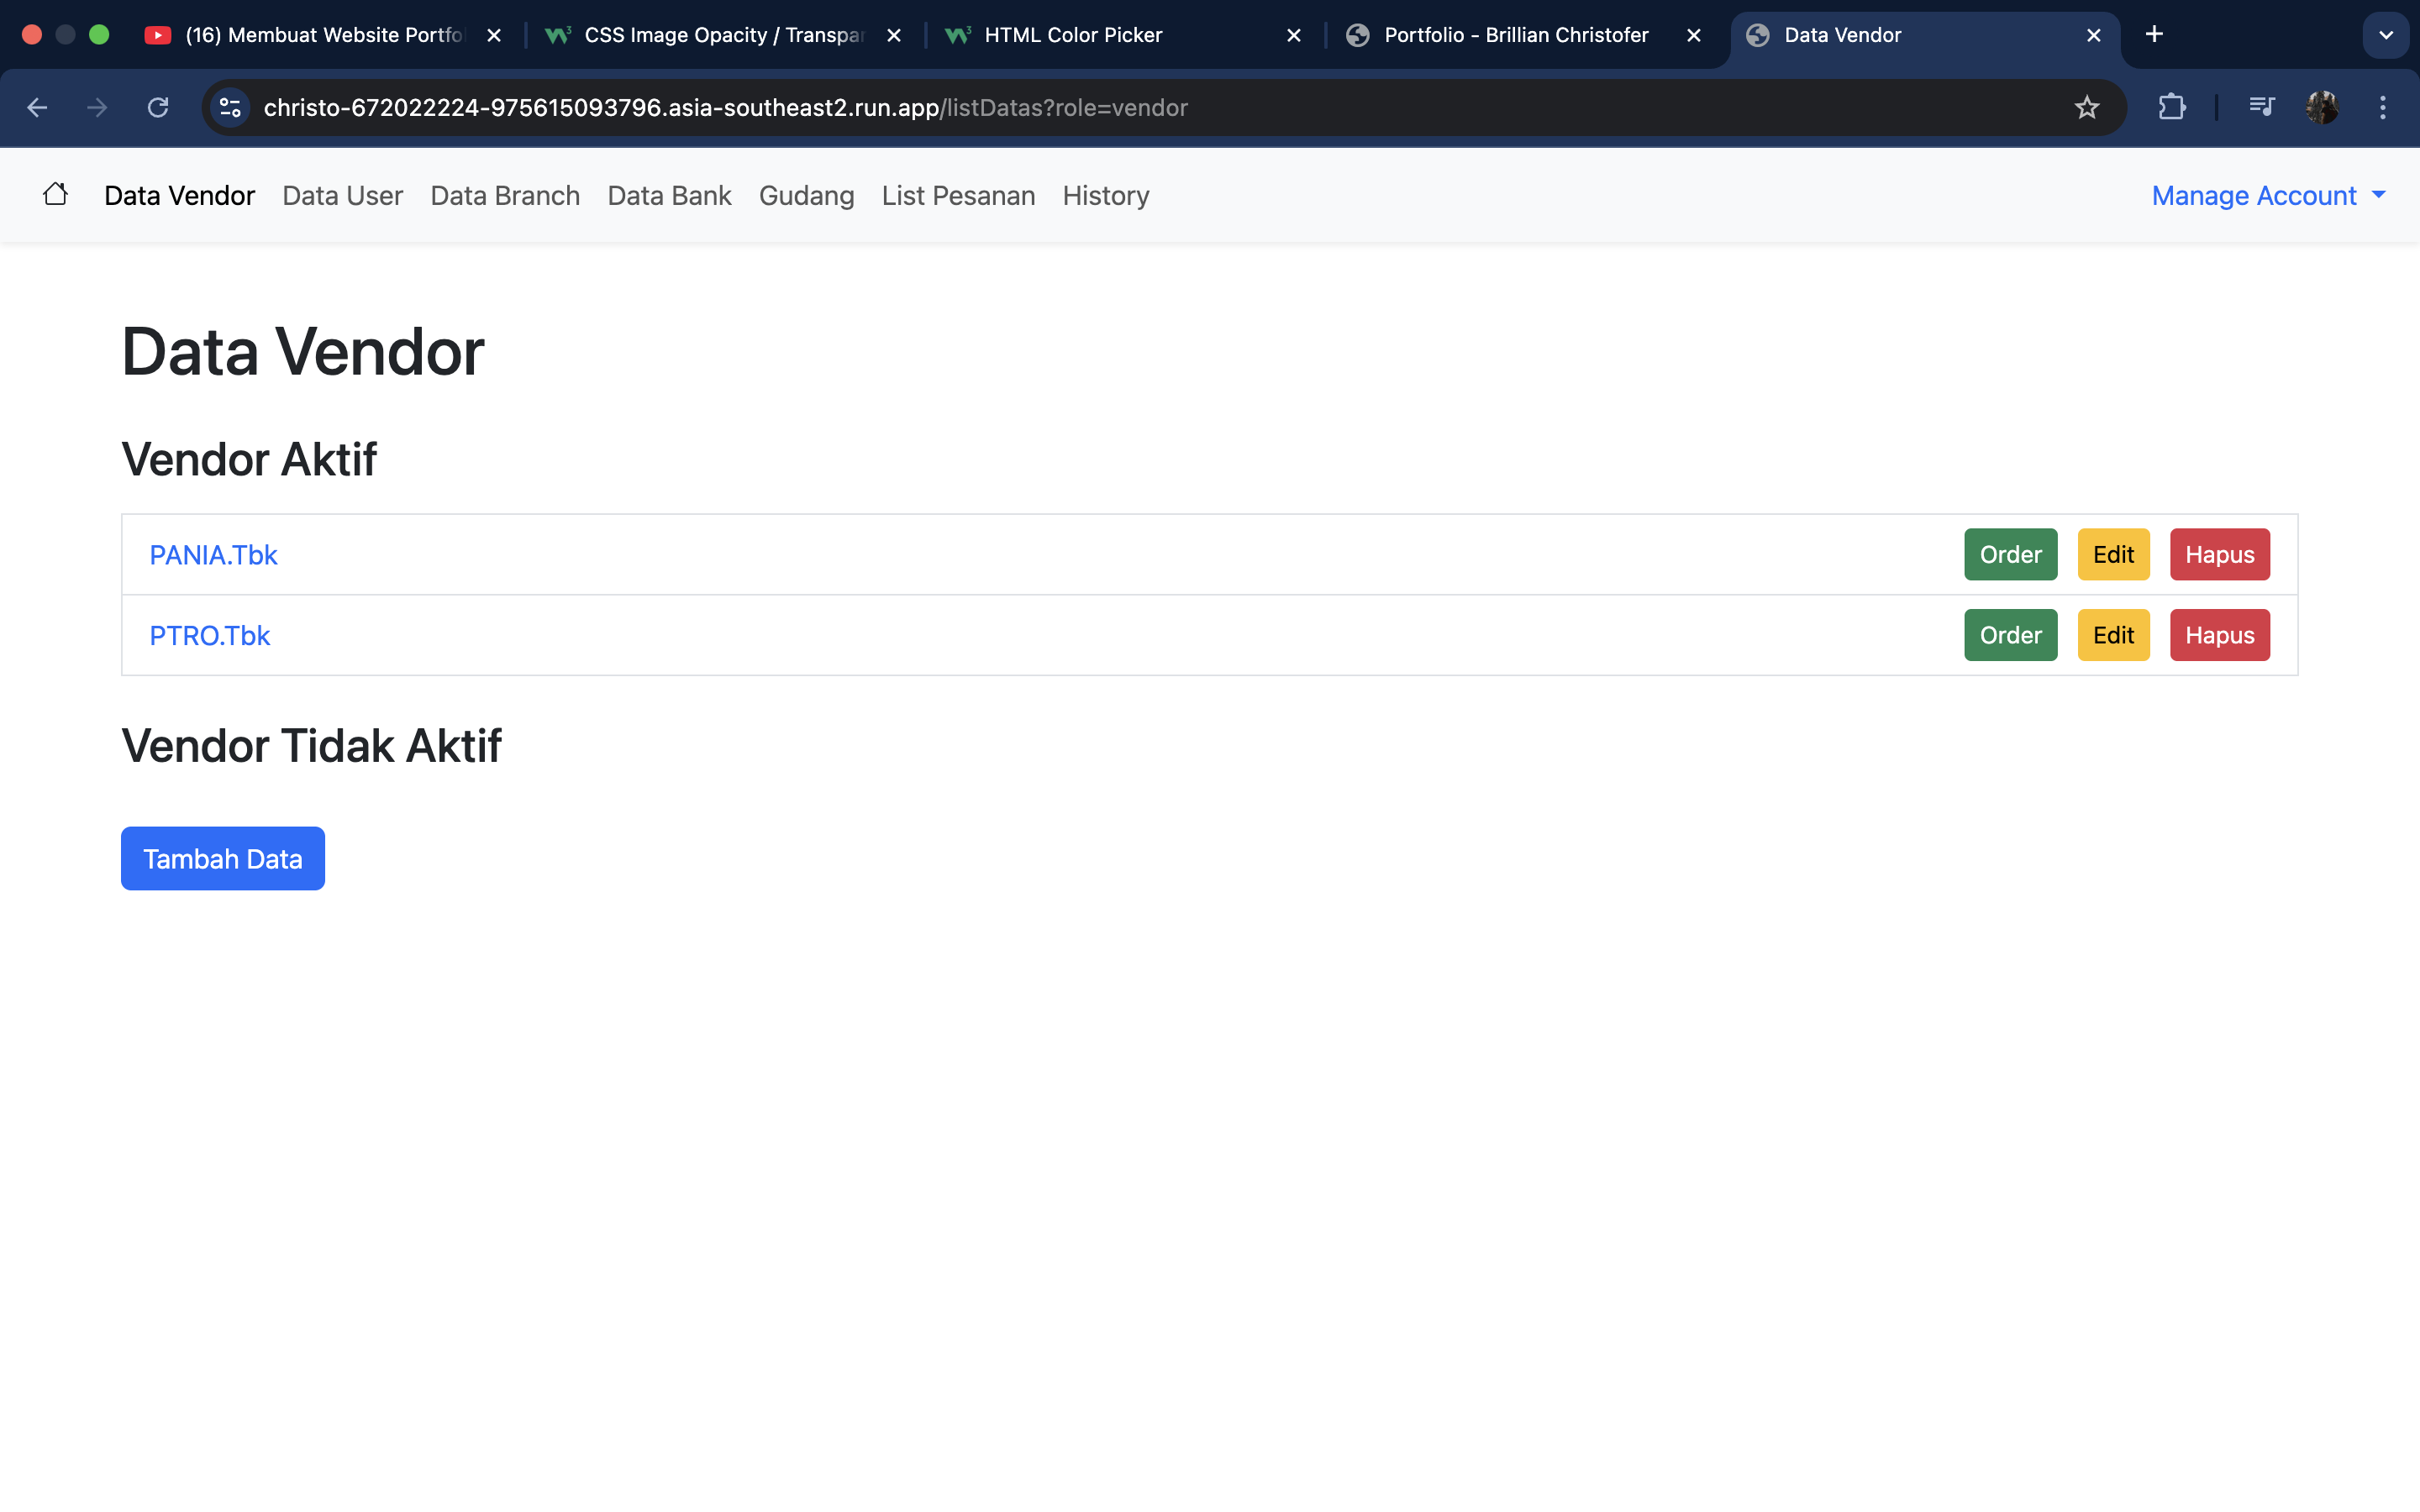 (16) Membuat Website Portfo
CSS Image Opacity / Transpar
HTML Color Picker
Portfolio - Brillian Christofer
Data Vendor
christo-672022224-975615093796.asia-southeast2.run.app/listDatas?role=vendor
Data Vendor Data User Data Branch Data Bank Gudang List Pesanan History Manage Account
Data Vendor
Vendor Aktif
PANIA.Tbk Order Edit Hapus
PTRO.Tbk Order Edit Hapus
Vendor Tidak Aktif
Tambah Data